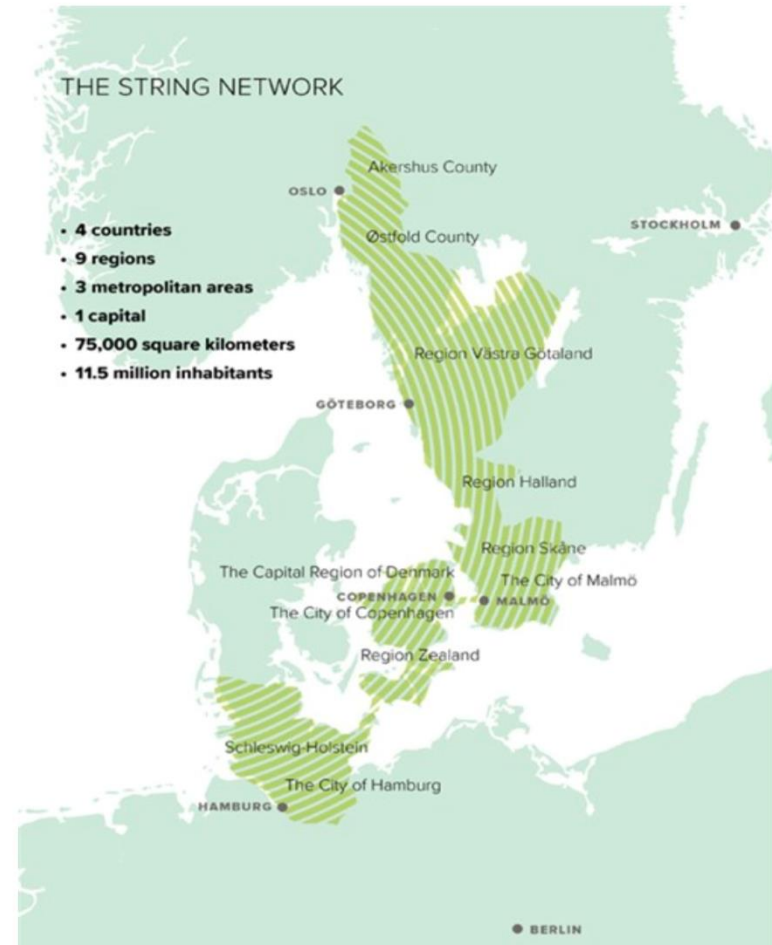 THE STRING NETWORK
Akershus County
OSLO
Østfold County
STOCKHOLM
• 4 countries
• 9 regions
• 3 metropolitan areas
• 1 capital
• 75,000 square kilometers
• 11.5 million inhabitants
Region Västra Götaland
GÖTEBORG
Region Halland
Region Skåne
The Capital Region of Denmark
The City of Malmö
COPENHAGEN
MALMÖ
The City of Copenhagen
Region Zealand
Schleswig-Holstein
The City of Hamburg
HAMBURG
BERLIN